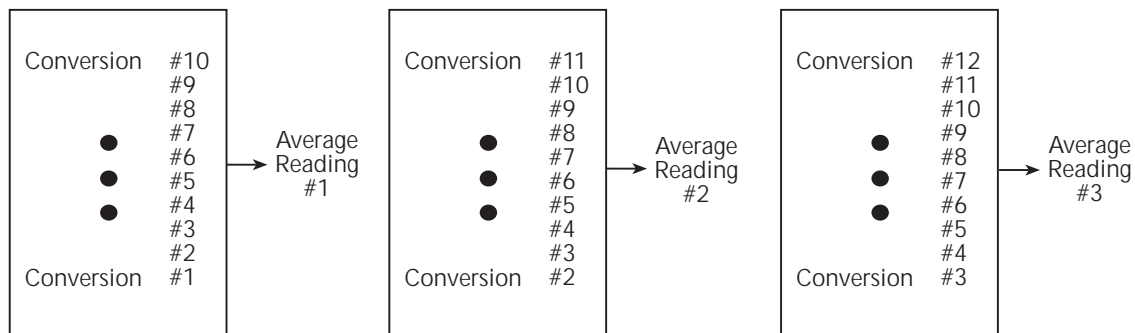 Conversion #10
#9
#8
#7
#6
#5
#4
#3
#2
Conversion #1
Average
Reading
#1
Conversion #11
#10
#9
#8
#7
#6
#5
#4
#3
Conversion #2
Average
Reading
#2
Conversion #12
#11
#10
#9
#8
#7
#6
#5
#4
Conversion #3
Average
Reading
#3